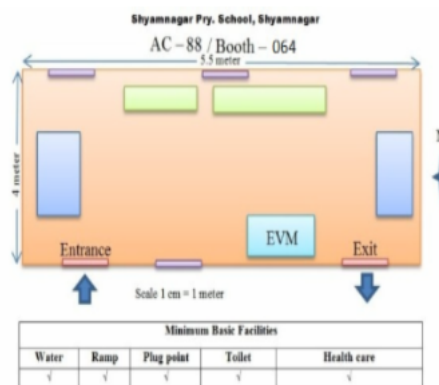 Shyamnagar Pry. School, Shyamnagar
AC – 88 / Booth – 064
5.5 meter
4 meter
N
EVM
Entrance
Exit
Scale 1 cm = 1 meter
Minimum Basic Facilities
Water Ramp Plug point Toilet Health care
√ √ √ √ √